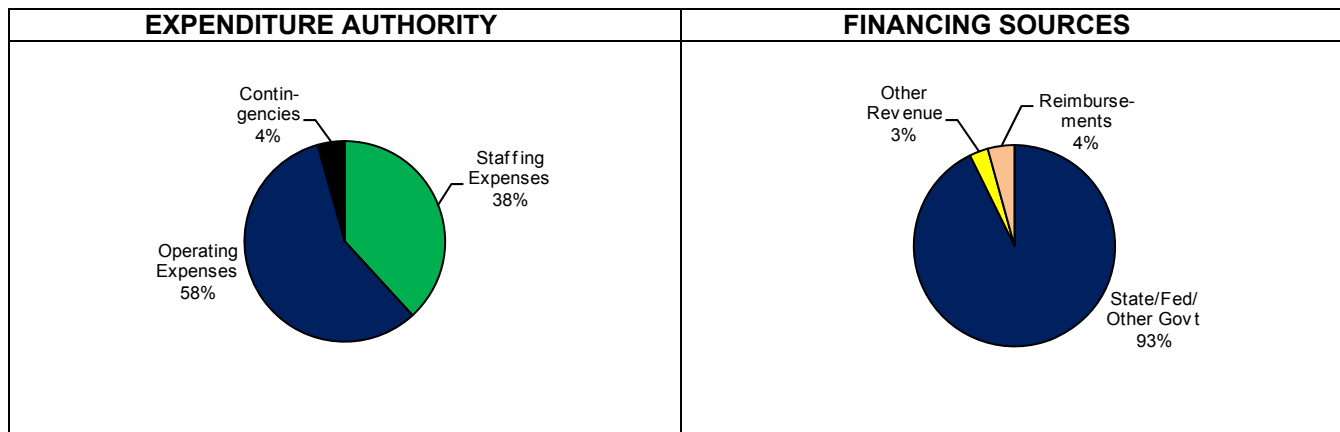 EXPENDITURE AUTHORITY
Contin-
gencies
4%
Staffing
Expenses
38%
Operating
Expenses
58%
FINANCING SOURCES
Other
Revenue
3%
Reimburse-
ments
4%
State/Fed/
Other Govt
93%